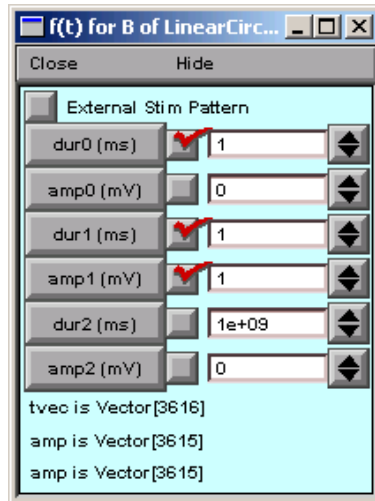 f(t) for B of LinearCirc...
Close Hide
External Stim Pattern
dur0 (ms) 1
amp0 (mV) 0
dur1 (ms) 1
amp1 (mV) 1
dur2 (ms) 1e+09
amp2 (mV) 0
tvec is Vector[3616]
amp is Vector[3615]
amp is Vector[3615]